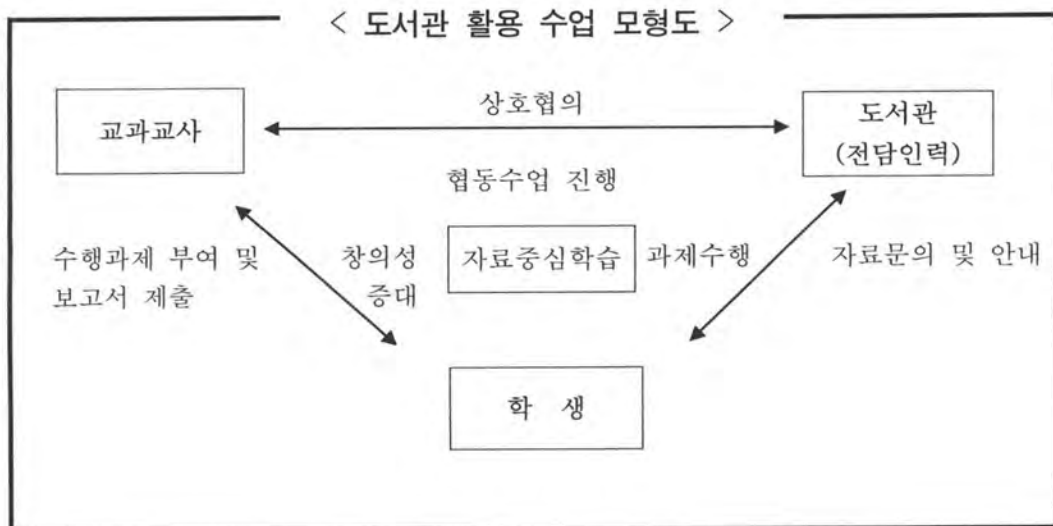 < 도서관 활용 수업 모형도 >
상호협의
교과교사
도서관
(전담인력)
협동수업 진행
수행과제 부여 및
보고서 제출
창의성
증대
자료중심학습
과제수행
자료문의 및 안내
학 생